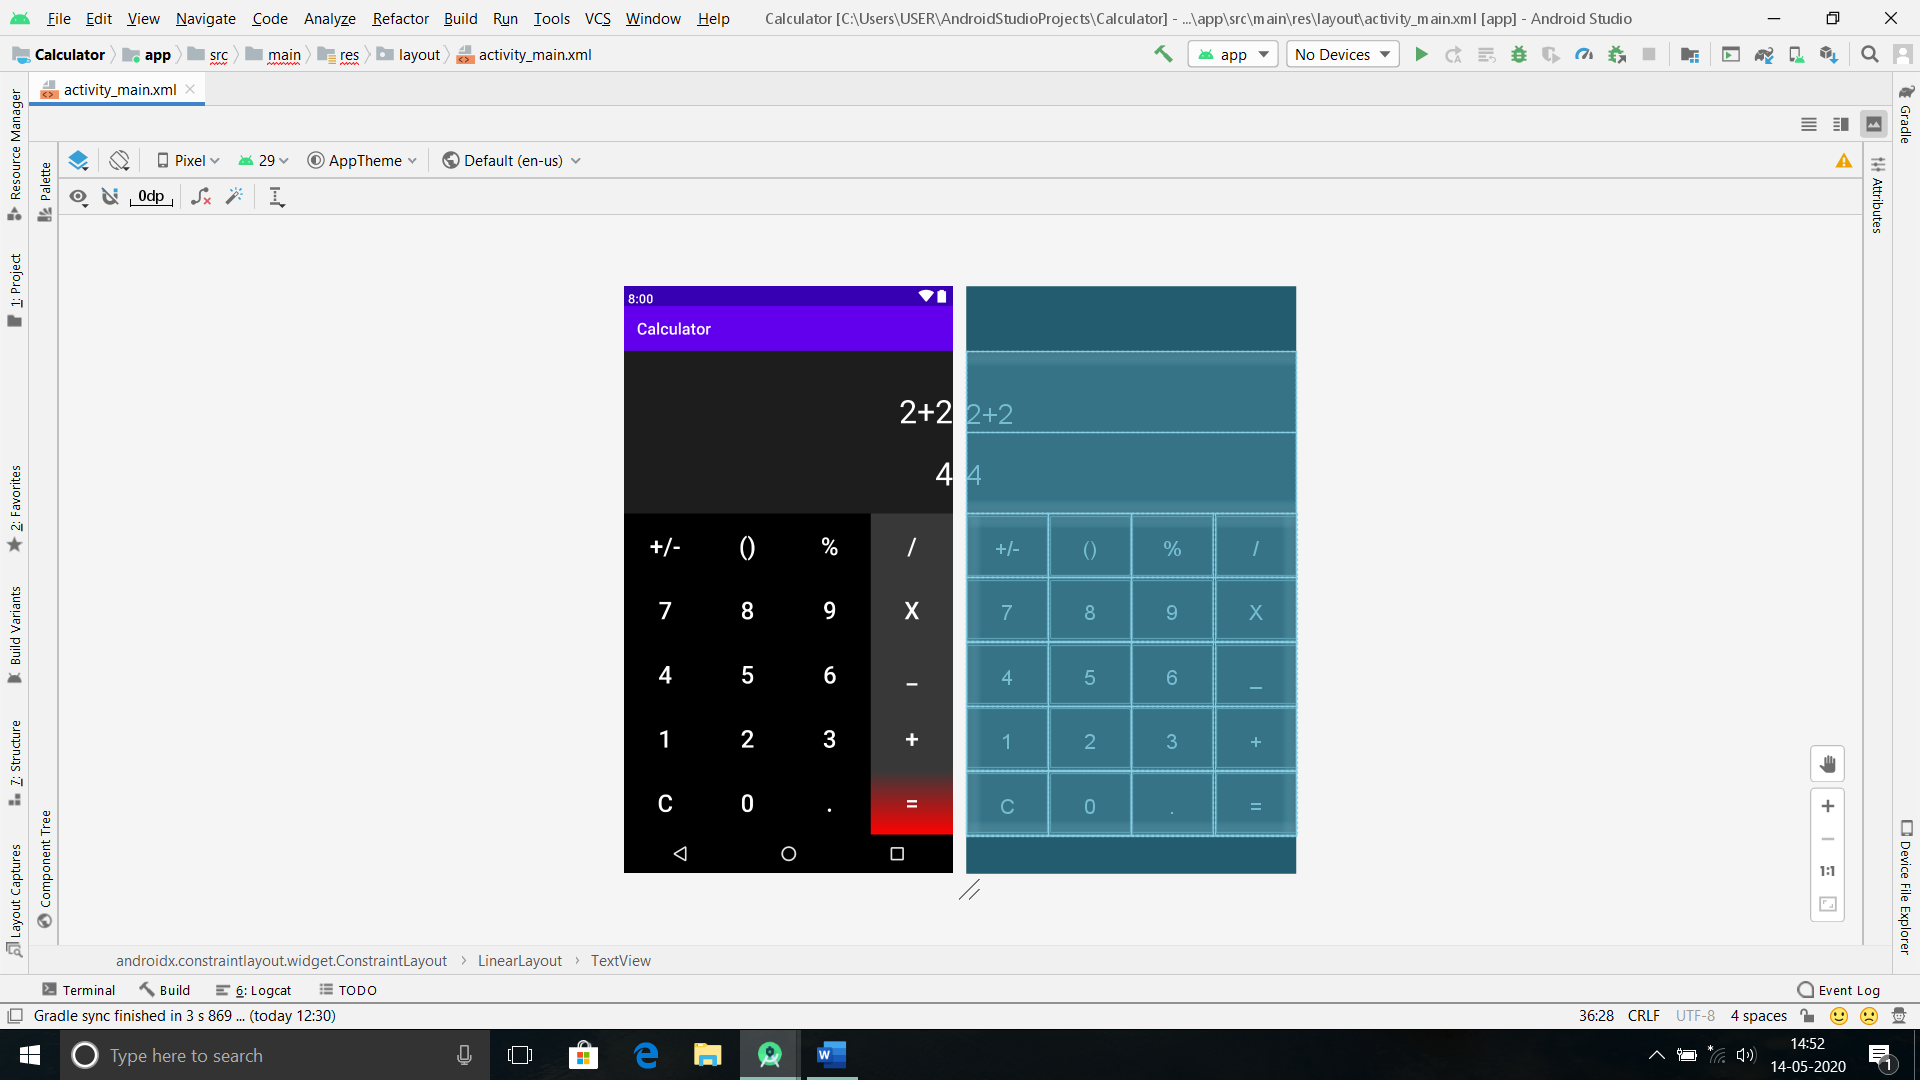 File Edit View Navigate Code Analyze Refactor Build Run Tools VCS Window Help Calculator [C:\Users\USER\AndroidStudioProjects\Calculator] - ...\app\src\main\res\layout\activity_main.xml [app] - Android Studio
Calculator app src main res layout activity_main.xml app No Devices
activity_main.xml
Pixel 29 AppTheme Default (en-us)
0dp
Resource Manager
1: Project
2: Favorites
Build Variants
7: Structure
Layout Captures
Palette
Component Tree
8:00
Calculator
2+2
4
+/- () % /
7 8 9 X
4 5 6 _
1 2 3 +
C 0 . =
2+2
4
+/- () % /
7 8 9 X
4 5 6 _
1 2 3 +
C 0 . =
Gradle
Attributes
Device File Explorer
1:1
androidx.constraintlayout.widget.ConstraintLayout LinearLayout TextView
Terminal Build 6: Logcat TODO Event Log
Gradle sync finished in 3 s 869 ... (today 12:30) 36:28 CRLF UTF-8 4 spaces
Type here to search
W
14:52
14-05-2020
1